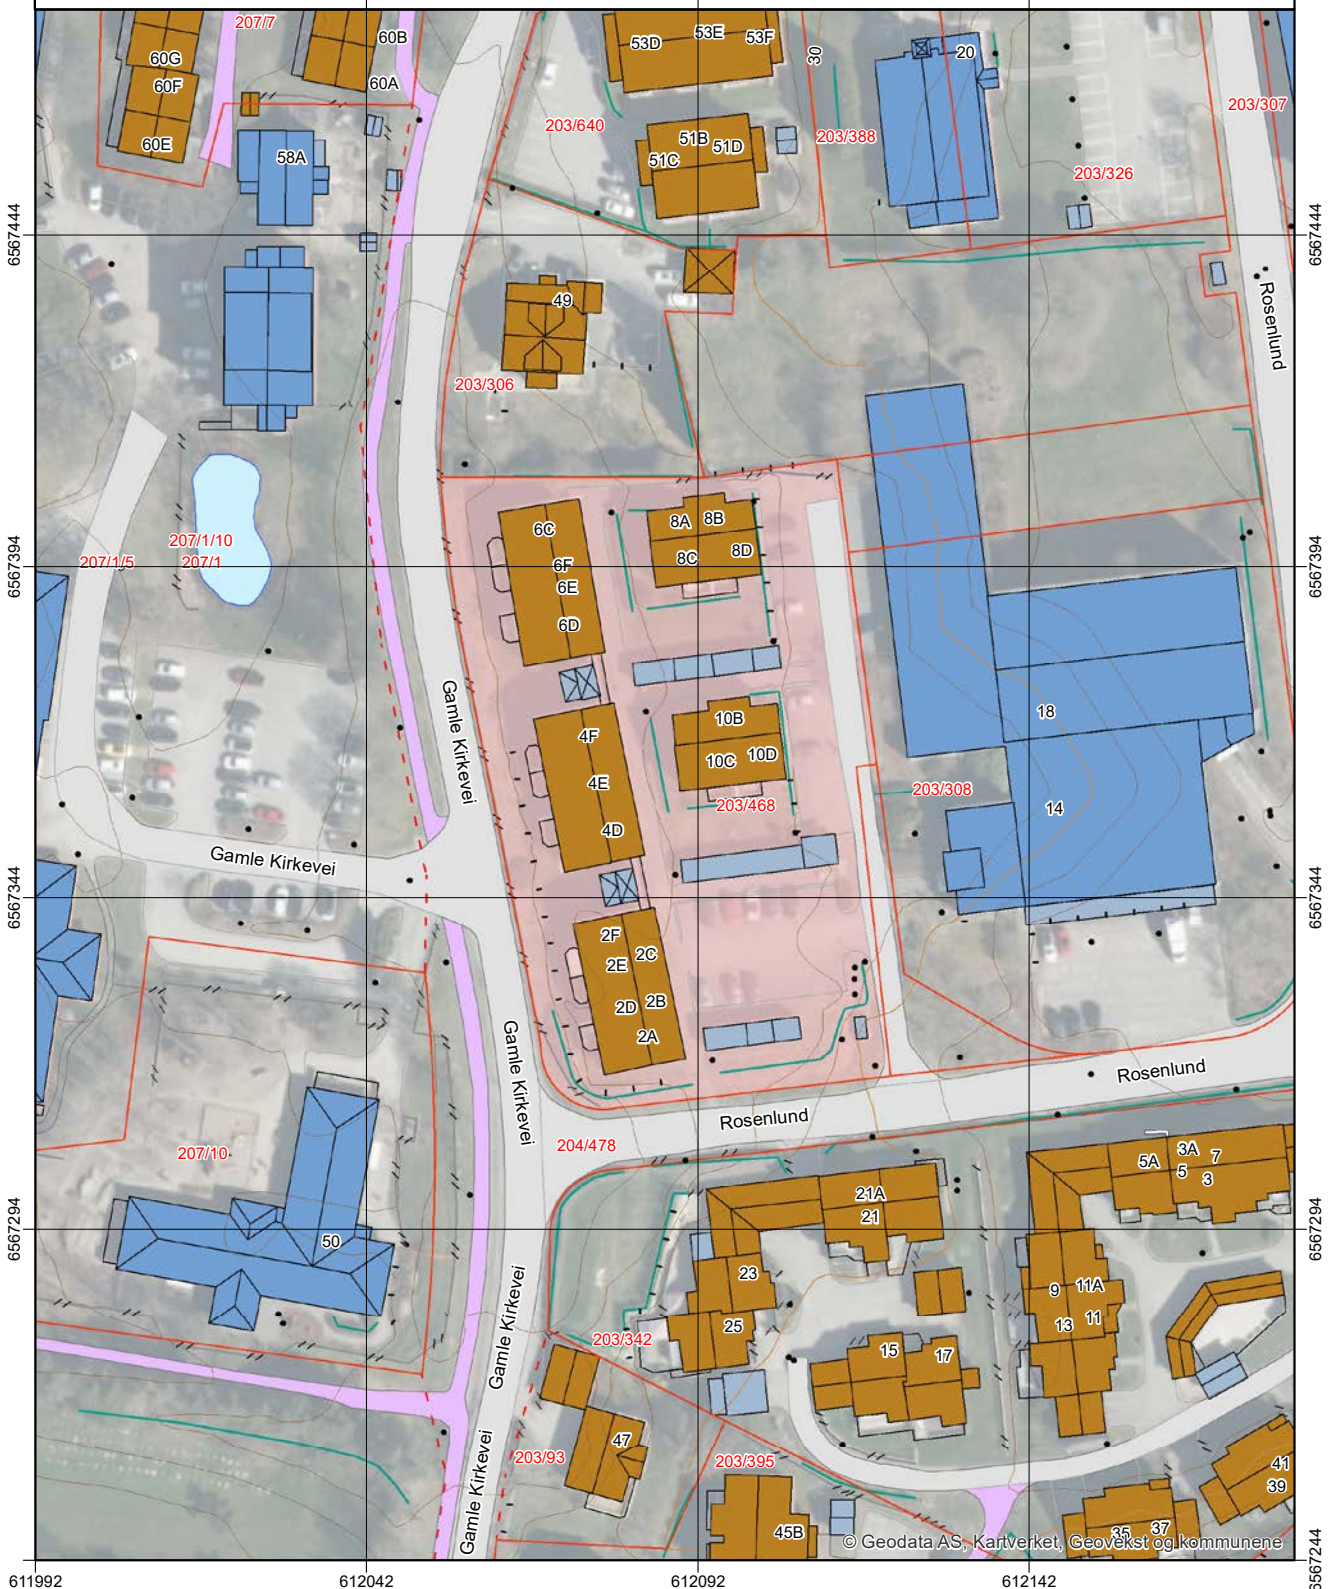 207/7
60B
53D
53E
53F
30
20
60G
60F
60A
60E
58A
203/640
51B
51C
51D
203/388
203/307
203/326
6567444
6567444
49
Rosenlund
203/306
6C
8A
8B
8C
8D
6F
6E
6D
207/1/10
207/1/5
207/1
6567394
6567394
Gamle Kirkevei
4F
10B
10C
10D
18
4E
203/468
203/308
14
4D
Gamle Kirkevei
6567344
6567344
2F
2C
2E
2D
2B
2A
Gamle Kirkevei
Rosenlund
Rosenlund
204/478
207/10
3A
7
5A
5
3
21A
21
6567294
6567294
50
23
9
11A
11
13
25
Gamle Kirkevei
203/342
15
17
47
203/93
203/395
41
39
Gamle Kirkevei
45B
35
37
© Geodata AS, Kartverket, Geovekst og kommunene
6567244
6567244
611992
612042
612092
612142